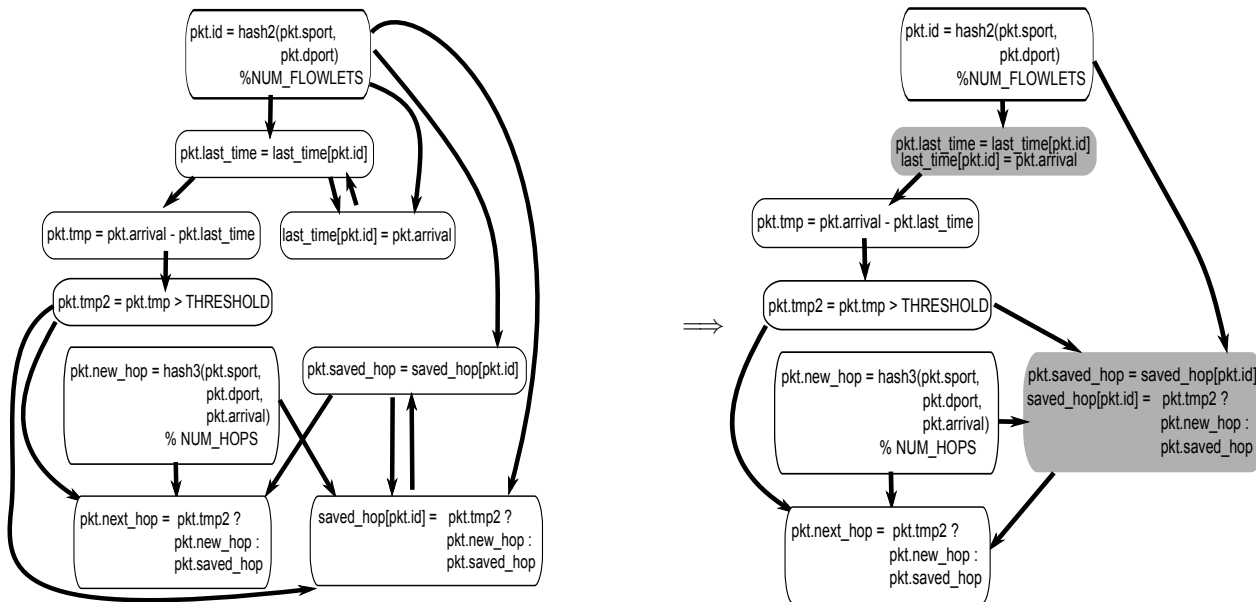 pkt.id = hash2(pkt.sport,
pkt.dport)
%NUM_FLOWLETS
pkt.last_time = last_time[pkt.id]
pkt.tmp = pkt.arrival - pkt.last_time
last_time[pkt.id] = pkt.arrival
pkt.tmp2 = pkt.tmp > THRESHOLD
pkt.new_hop = hash3(pkt.sport,
pkt.dport,
pkt.arrival)
% NUM_HOPS
pkt.saved_hop = saved_hop[pkt.id]
pkt.next_hop = pkt.tmp2 ?
pkt.new_hop :
pkt.saved_hop
saved_hop[pkt.id] = pkt.tmp2 ?
pkt.new_hop :
pkt.saved_hop
⟹
pkt.id = hash2(pkt.sport,
pkt.dport)
%NUM_FLOWLETS
pkt.last_time = last_time[pkt.id]
last_time[pkt.id] = pkt.arrival
pkt.tmp = pkt.arrival - pkt.last_time
pkt.tmp2 = pkt.tmp > THRESHOLD
pkt.new_hop = hash3(pkt.sport,
pkt.dport,
pkt.arrival)
% NUM_HOPS
pkt.saved_hop = saved_hop[pkt.id]
saved_hop[pkt.id] = pkt.tmp2 ?
pkt.new_hop :
pkt.saved_hop
pkt.next_hop = pkt.tmp2 ?
pkt.new_hop :
pkt.saved_hop